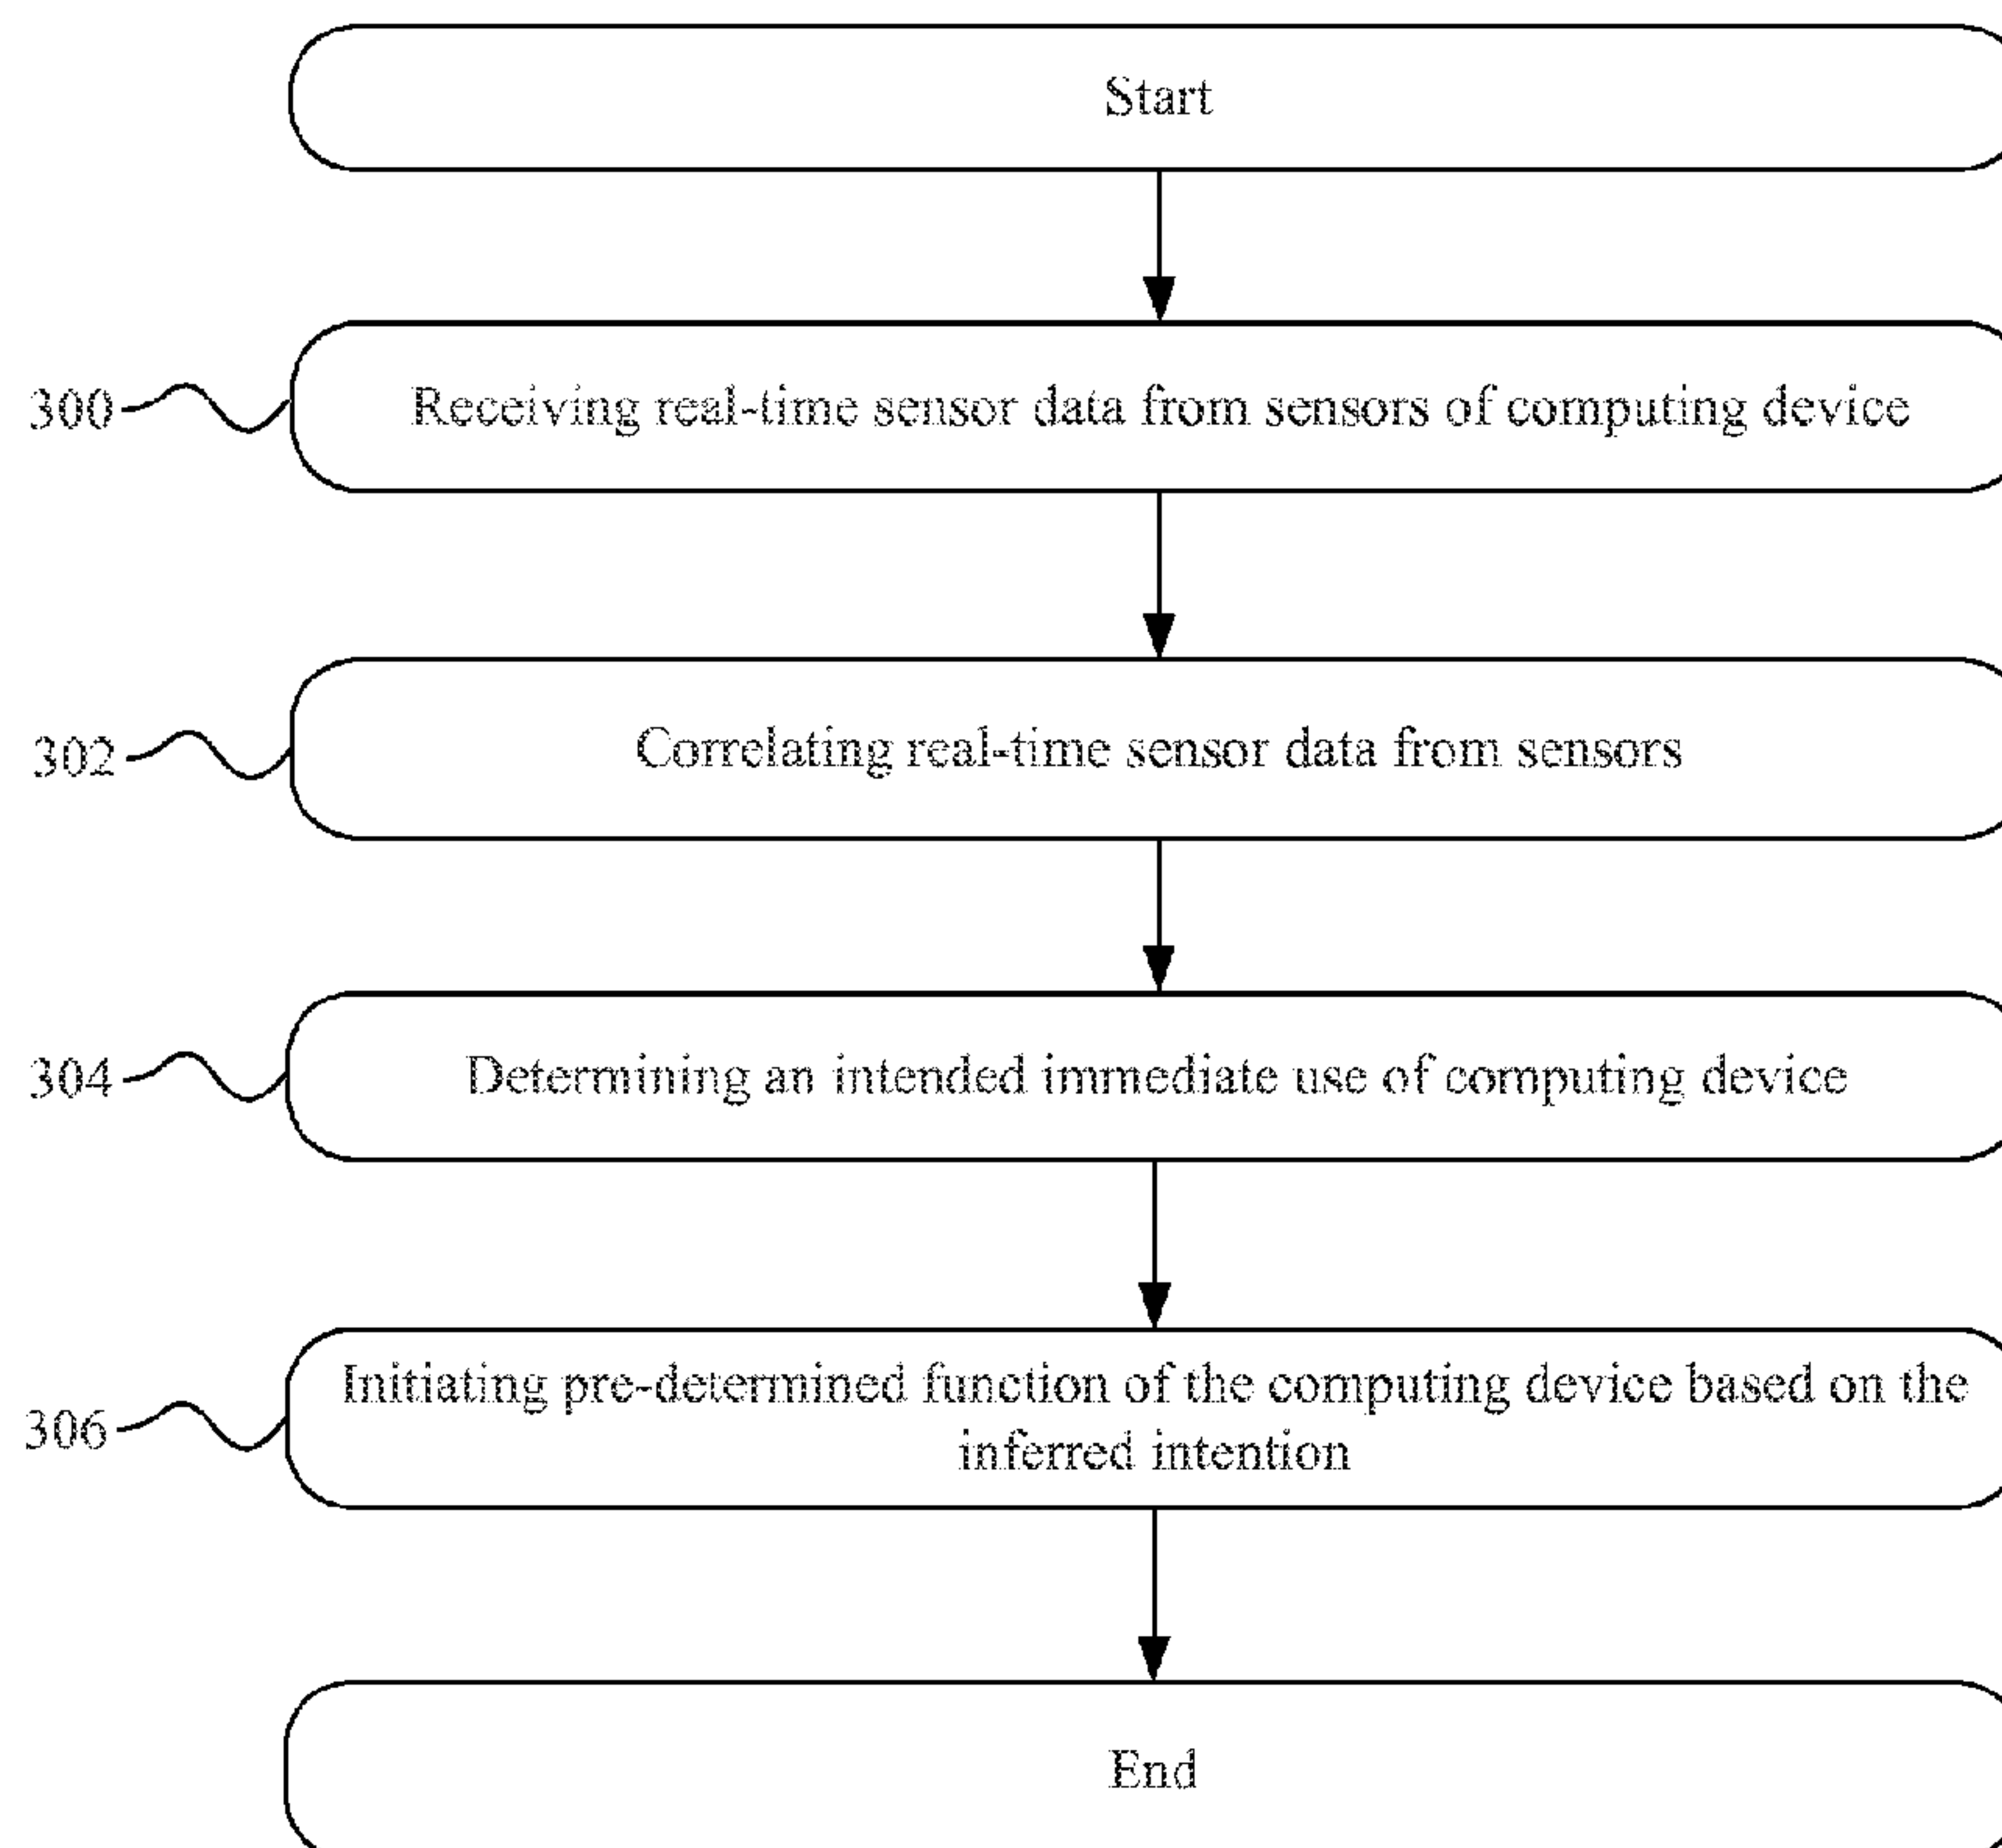 Start
300
Receiving real-time sensor data from sensors of computing device
302
Correlating real-time sensor data from sensors
304
Determining an intended immediate use of computing device
306
Initiating pre-determined function of the computing device based on the
inferred intention
End